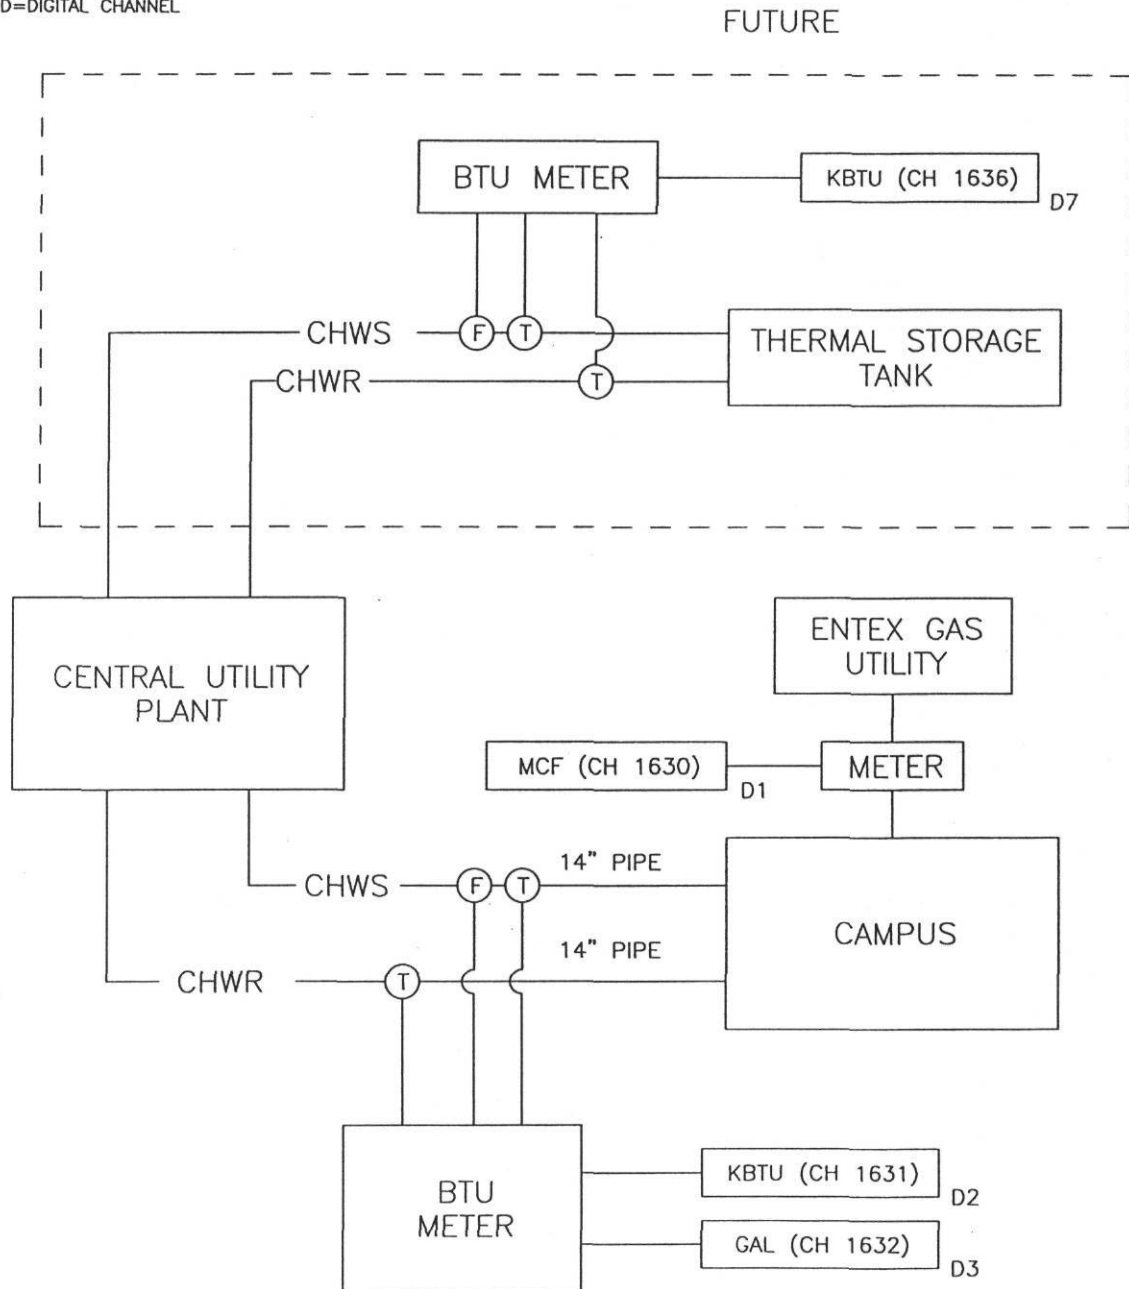 D=DIGITAL CHANNEL
FUTURE
BTU METER
KBTU (CH 1636)
D7
CHWS
F
T
THERMAL STORAGE
TANK
CHWR
T
CENTRAL UTILITY
PLANT
ENTEX GAS
UTILITY
MCF (CH 1630)
D1
METER
CHWS
F
T
14" PIPE
CAMPUS
14" PIPE
CHWR
T
BTU
METER
KBTU (CH 1631)
D2
GAL (CH 1632)
D3